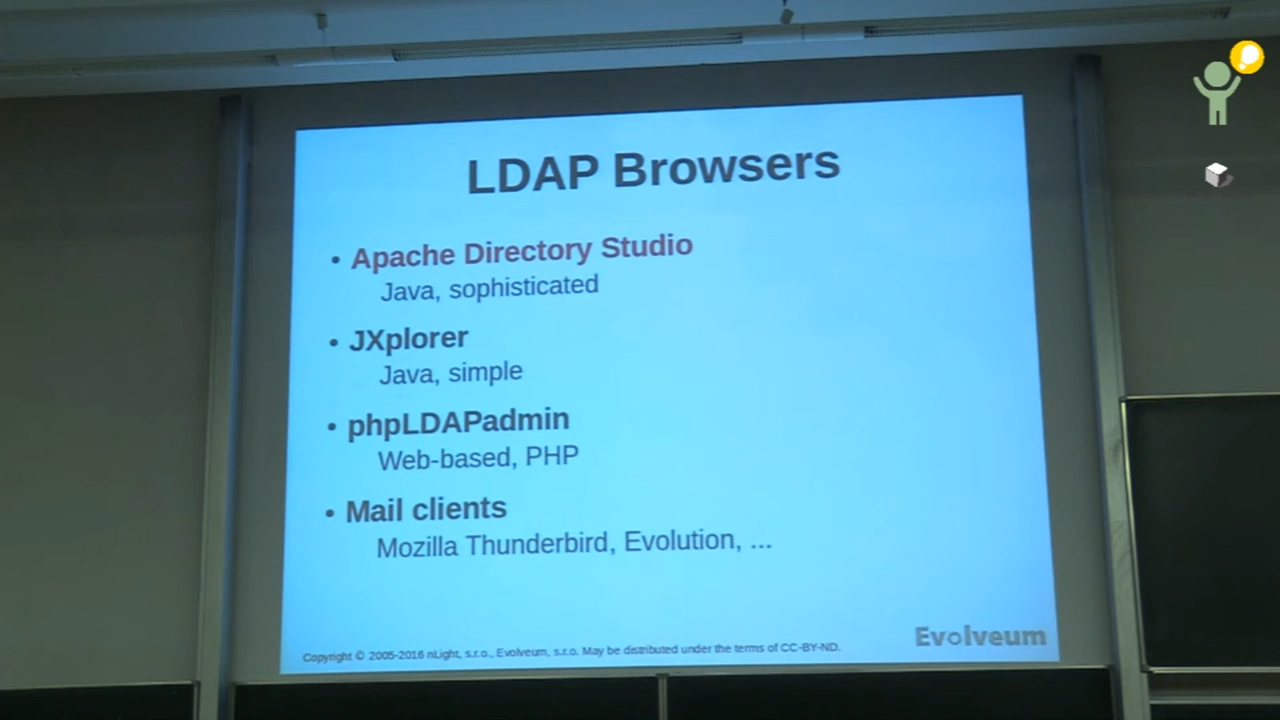 LDAP Browsers
• Apache Directory Studio
Java, sophisticated
• JXplorer
Java, simple
• phpLDAPadmin
Web-based, PHP
• Mail clients
Mozilla Thunderbird, Evolution, ...
Evolveum
Copyright © 2005-2016 nLight, s.r.o., Evolveum, s.r.o. May be distributed under the terms of CC-BY-ND.